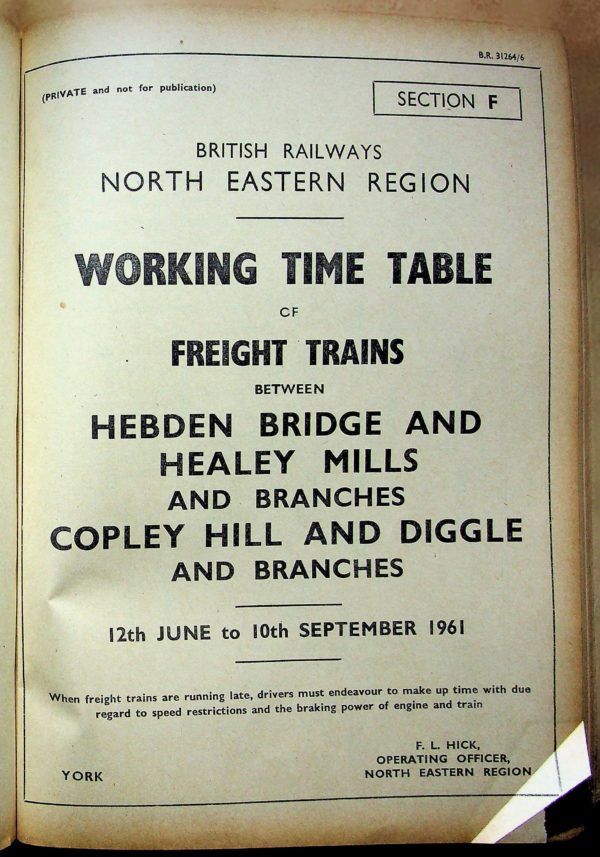 B.R. 31264/6
(PRIVATE and not for publication)
SECTION F
BRITISH RAILWAYS
NORTH EASTERN REGION
WORKING TIME TABLE
OF
FREIGHT TRAINS
BETWEEN
HEBDEN BRIDGE AND
HEALEY MILLS
AND BRANCHES
COPLEY HILL AND DIGGLE
AND BRANCHES
12th JUNE to 10th SEPTEMBER 1961
When freight trains are running late, drivers must endeavour to make up time with due
regard to speed restrictions and the braking power of engine and train
F. L. HICK,
OPERATING OFFICER,
YORK NORTH EASTERN REGION